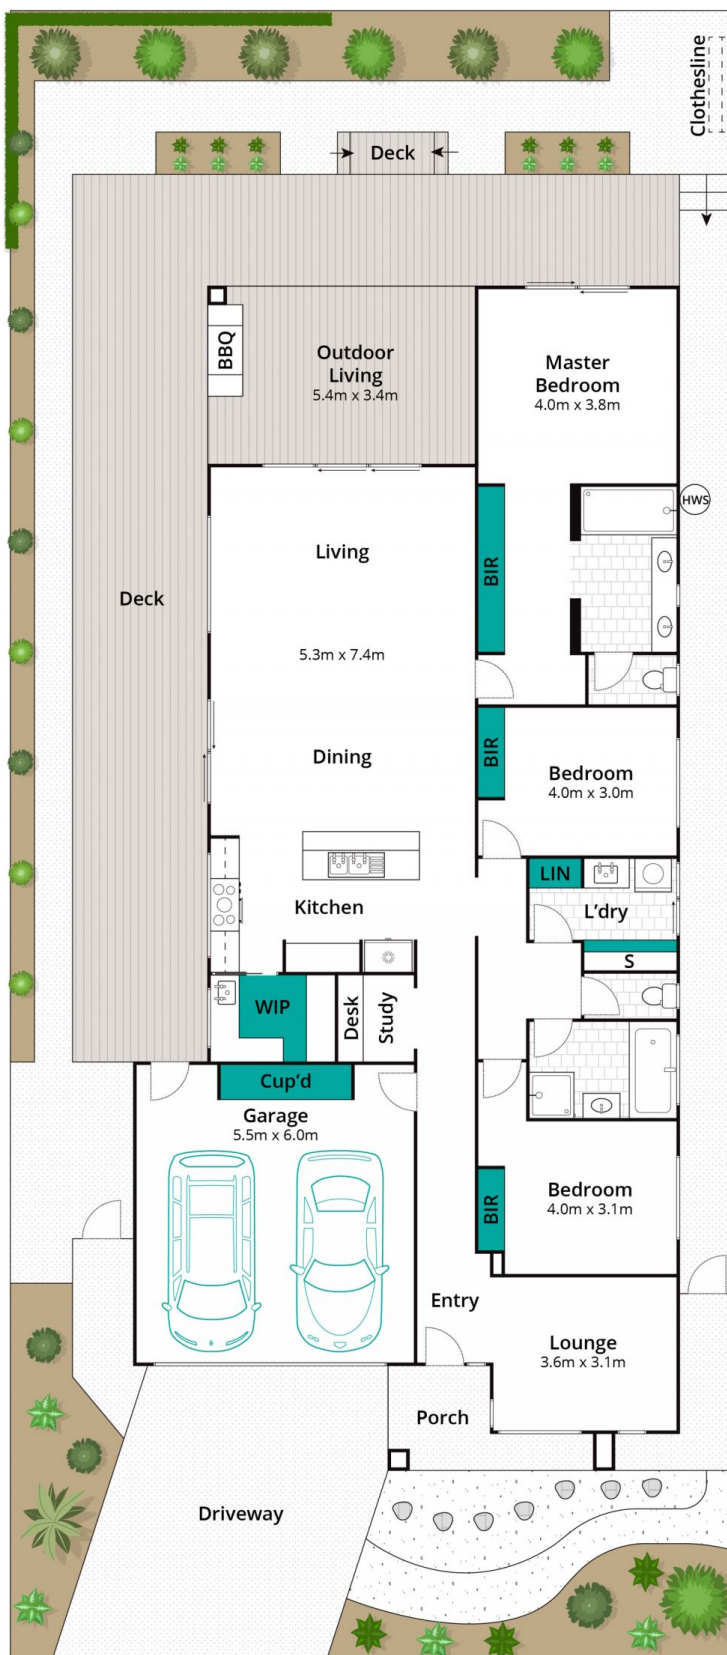 Clothesline
Deck
BBQ
Outdoor
Living
5.4m x 3.4m
Master
Bedroom
4.0m x 3.8m
HWS
Living
BIR
Deck
5.3m x 7.4m
Dining
BIR
Bedroom
4.0m x 3.0m
LIN
L'dry
Kitchen
S
WIP
Desk
Study
Cup'd
Garage
5.5m x 6.0m
BIR
Bedroom
4.0m x 3.1m
Entry
Lounge
3.6m x 3.1m
Porch
Driveway